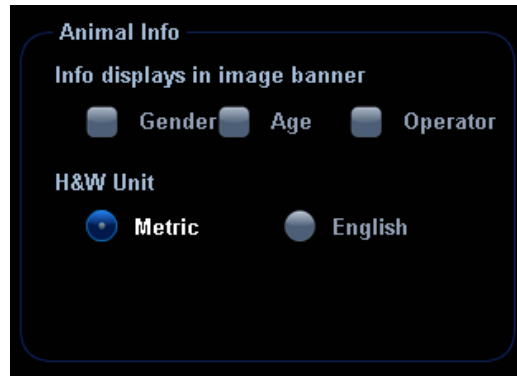 Animal Info
Info displays in image banner
Gender Age Operator
H&W Unit
Metric English